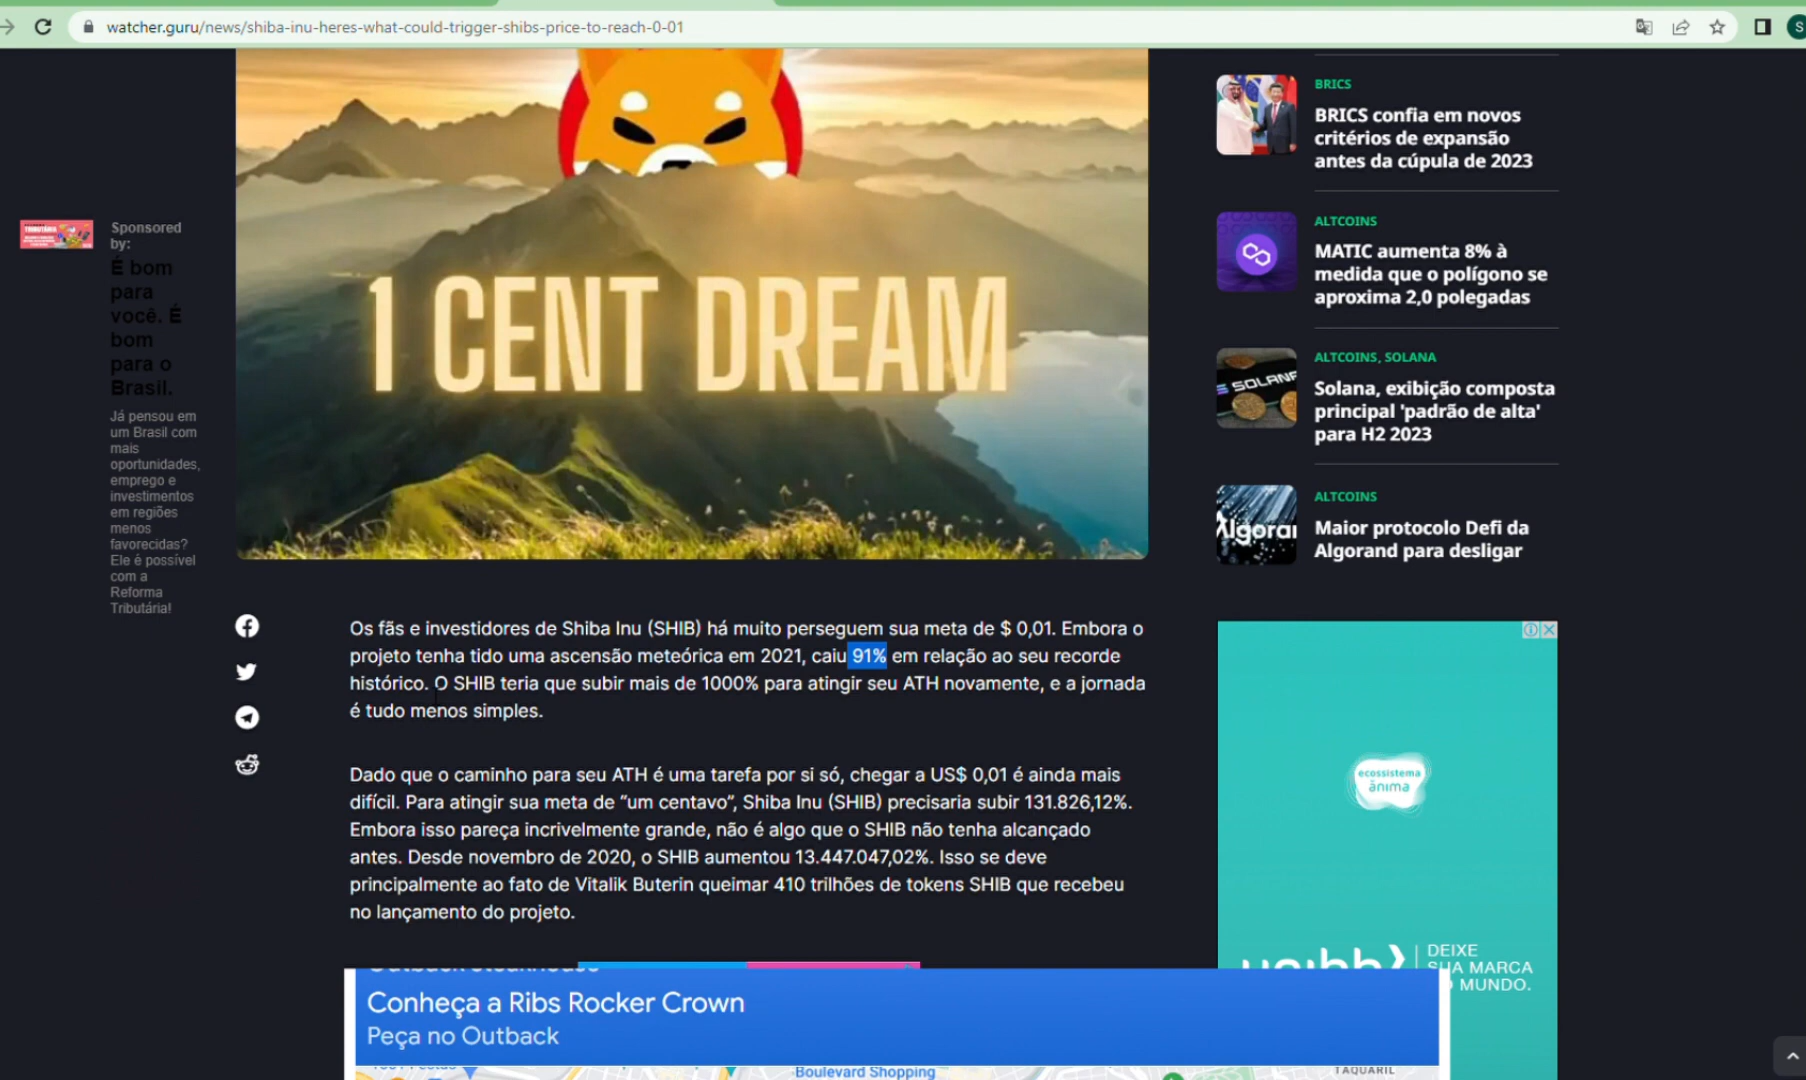 watcher.guru/news/shiba-inu-heres-what-could-trigger-shibs-price-to-reach-0-01
S
1 CENT DREAM
TRIBUTÁRIA
Sponsored
by:
É bom
para
você. É
bom
para o
Brasil.
Já pensou em
um Brasil com
mais
oportunidades,
emprego e
investimentos
em regiões
menos
favorecidas?
Ele é possível
com a
Reforma
Tributária!
Os fãs e investidores de Shiba Inu (SHIB) há muito perseguem sua meta de $ 0,01. Embora o
projeto tenha tido uma ascensão meteórica em 2021, caiu 91% em relação ao seu recorde
histórico. O SHIB teria que subir mais de 1000% para atingir seu ATH novamente, e a jornada
é tudo menos simples.
Dado que o caminho para seu ATH é uma tarefa por si só, chegar a US$ 0,01 é ainda mais
difícil. Para atingir sua meta de “um centavo”, Shiba Inu (SHIB) precisaria subir 131.826,12%.
Embora isso pareça incrivelmente grande, não é algo que o SHIB não tenha alcançado
antes. Desde novembro de 2020, o SHIB aumentou 13.447.047,02%. Isso se deve
principalmente ao fato de Vitalik Buterin queimar 410 trilhões de tokens SHIB que recebeu
no lançamento do projeto.
Conheça a Ribs Rocker Crown
Peça no Outback
Boulevard Shopping
TAQUARIL
BRICS
BRICS confia em novos
critérios de expansão
antes da cúpula de 2023
ALTCOINS
MATIC aumenta 8% à
medida que o polígono se
aproxima 2,0 polegadas
ALTCOINS, SOLANA
SOLANA
Solana, exibição composta
principal 'padrão de alta'
para H2 2023
ALTCOINS
Algorand
Maior protocolo Defi da
Algorand para desligar
ecossistema
ânima
DEIXE
SUA MARCA
O MUNDO.